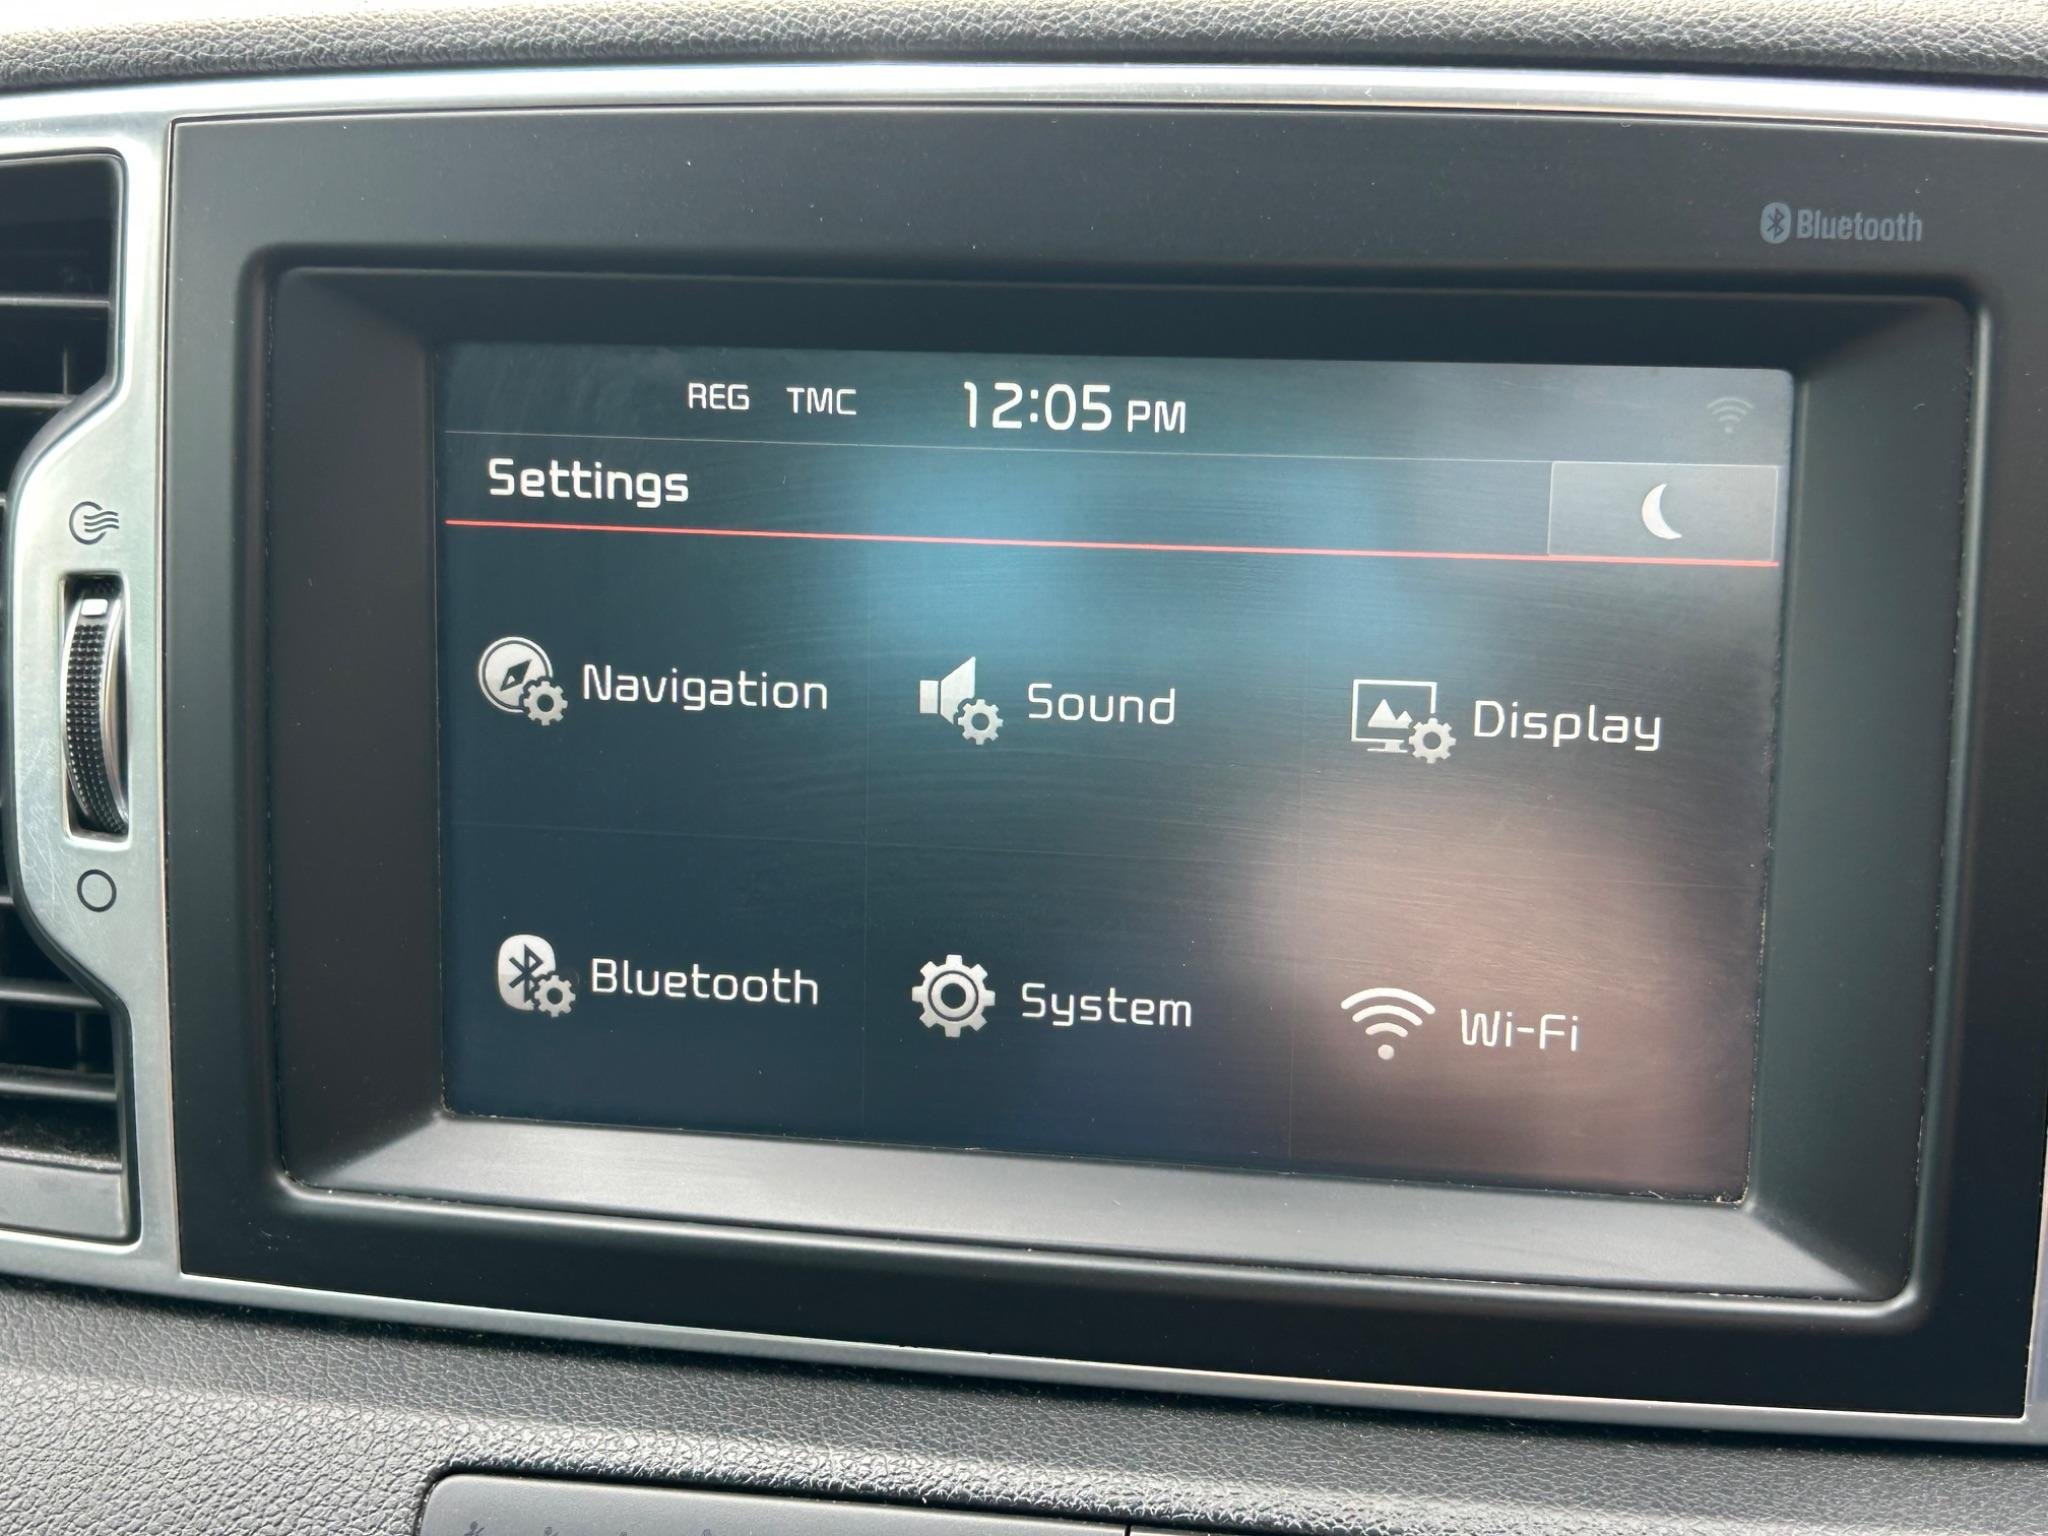 Bluetooth
REG TMC 12:05 PM
Settings
Navigation Sound Display
Bluetooth System Wi-Fi